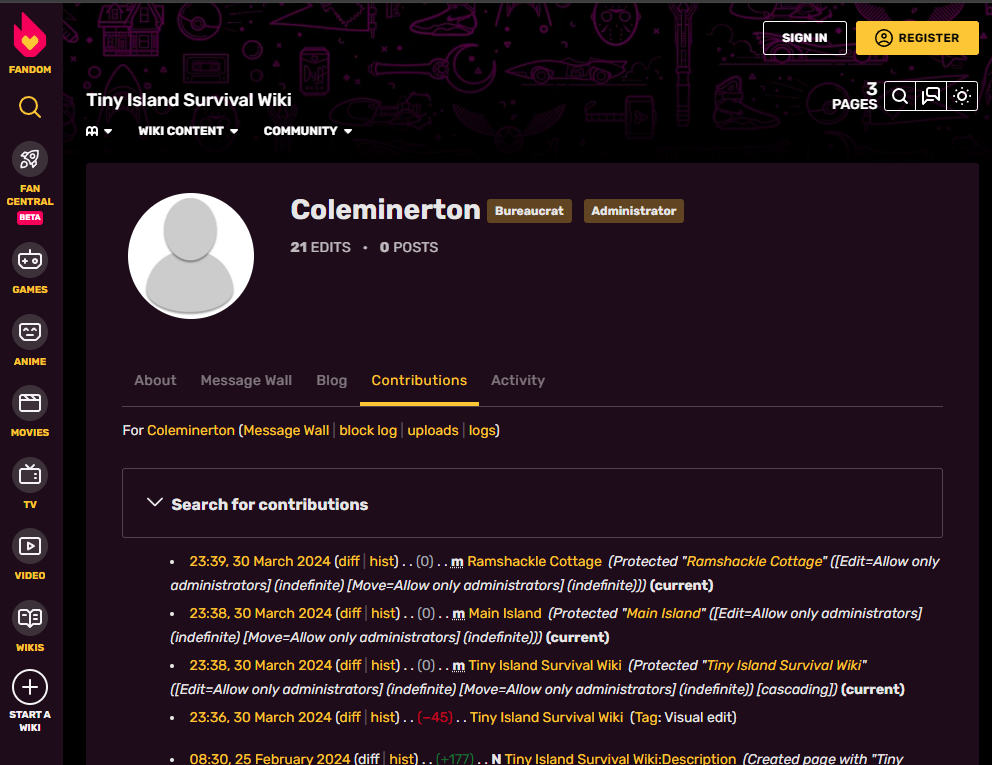 FANDOM
FAN CENTRAL
BETA
GAMES
ANIME
MOVIES
TV
VIDEO
WIKIS
START A WIKI
SIGN IN
REGISTER
Tiny Island Survival Wiki
3 PAGES
WIKI CONTENT
COMMUNITY
Coleminerton Bureaucrat Administrator
21 EDITS • 0 POSTS
About Message Wall Blog Contributions Activity
For Coleminerton (Message Wall | block log | uploads | logs)
Search for contributions
• 23:39, 30 March 2024 (diff | hist) . . (0) . . m Ramshackle Cottage (Protected "Ramshackle Cottage" ([Edit=Allow only
administrators] (indefinite) [Move=Allow only administrators] (indefinite))) (current)
• 23:38, 30 March 2024 (diff | hist) . . (0) . . m Main Island (Protected "Main Island" ([Edit=Allow only administrators]
(indefinite) [Move=Allow only administrators] (indefinite))) (current)
• 23:38, 30 March 2024 (diff | hist) . . (0) . . m Tiny Island Survival Wiki (Protected "Tiny Island Survival Wiki"
([Edit=Allow only administrators] (indefinite) [Move=Allow only administrators] (indefinite)) [cascading]) (current)
• 23:36, 30 March 2024 (diff | hist) . . (−45) . . Tiny Island Survival Wiki (Tag: Visual edit)
• 08:30, 25 February 2024 (diff | hist) . . (+177) . . N Tiny Island Survival Wiki:Description (Created page with "Tiny